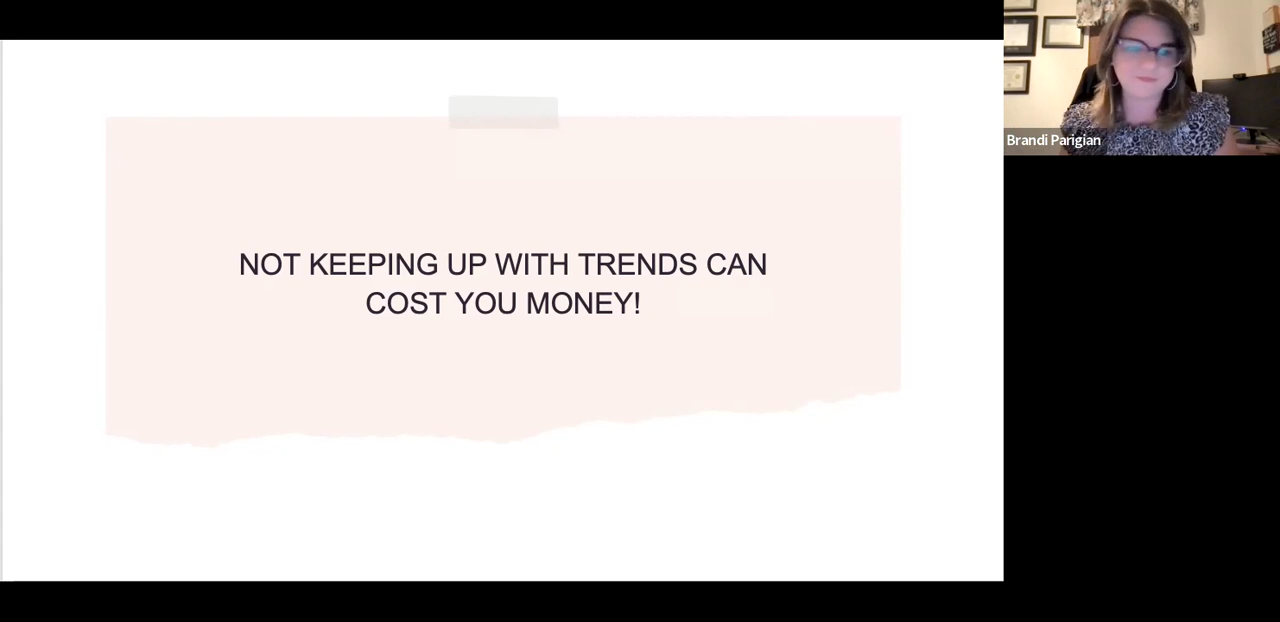 NOT KEEPING UP WITH TRENDS CAN
COST YOU MONEY!
Brandi Parigian